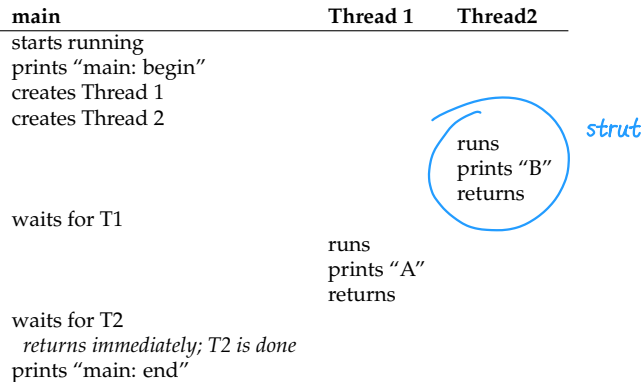 main Thread 1 Thread2
starts running
prints “main: begin”
creates Thread 1
creates Thread 2
strut
runs
prints “B”
returns
waits for T1
runs
prints “A”
returns
waits for T2
returns immediately; T2 is done
prints “main: end”